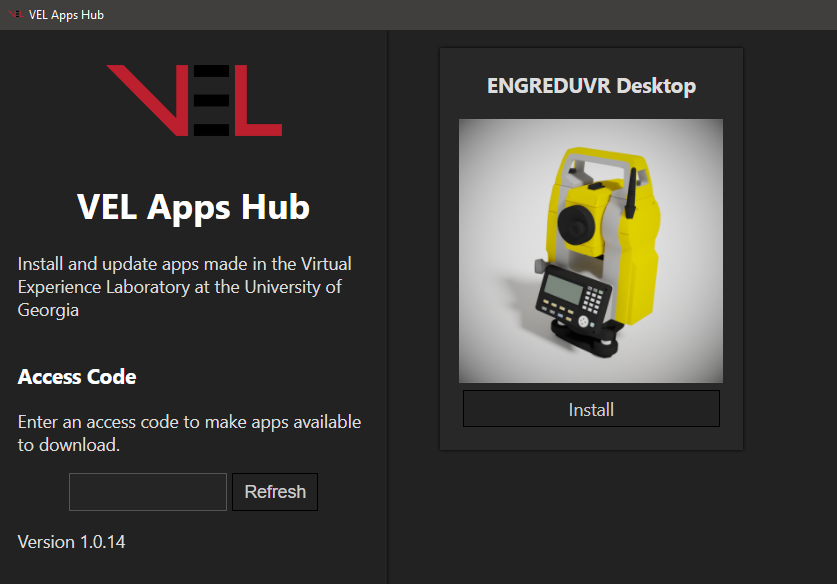 VEL Apps Hub
VEL
VEL Apps Hub
Install and update apps made in the Virtual
Experience Laboratory at the University of
Georgia
Access Code
Enter an access code to make apps available
to download.
Refresh
Version 1.0.14
ENGREDUVR Desktop
Install